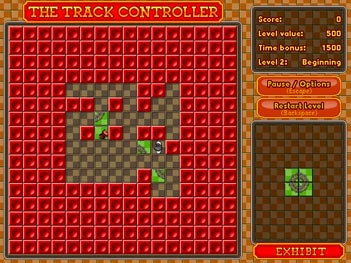 THE TRACK CONTROLLER
Score: 0
Level value: 500
Time bonus: 1500
Level 2: Beginning
Pause / Options
(Escape)
Restart Level
(Backspace)
EXHIBIT